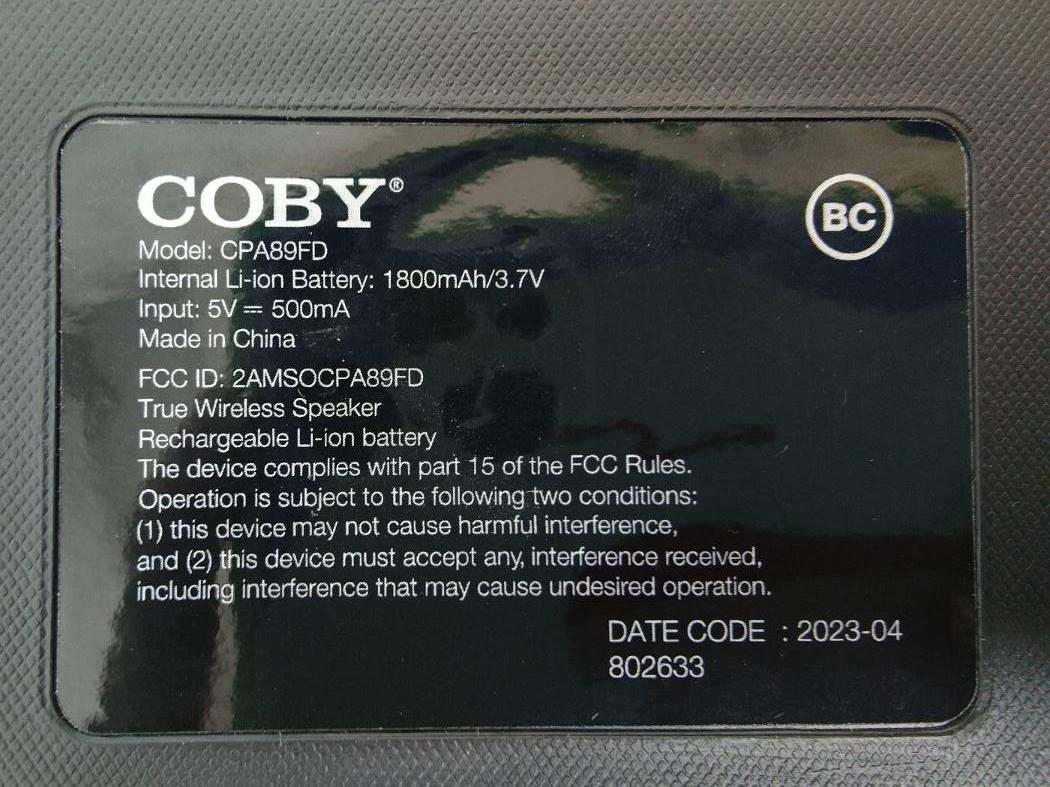 COBY®
BC
Model: CPA89FD
Internal Li-ion Battery: 1800mAh/3.7V
Input: 5V ⎓ 500mA
Made in China
FCC ID: 2AMSOCPA89FD
True Wireless Speaker
Rechargeable Li-ion battery
The device complies with part 15 of the FCC Rules.
Operation is subject to the following two conditions:
(1) this device may not cause harmful interference,
and (2) this device must accept any, interference received,
including interference that may cause undesired operation.
DATE CODE : 2023-04
802633